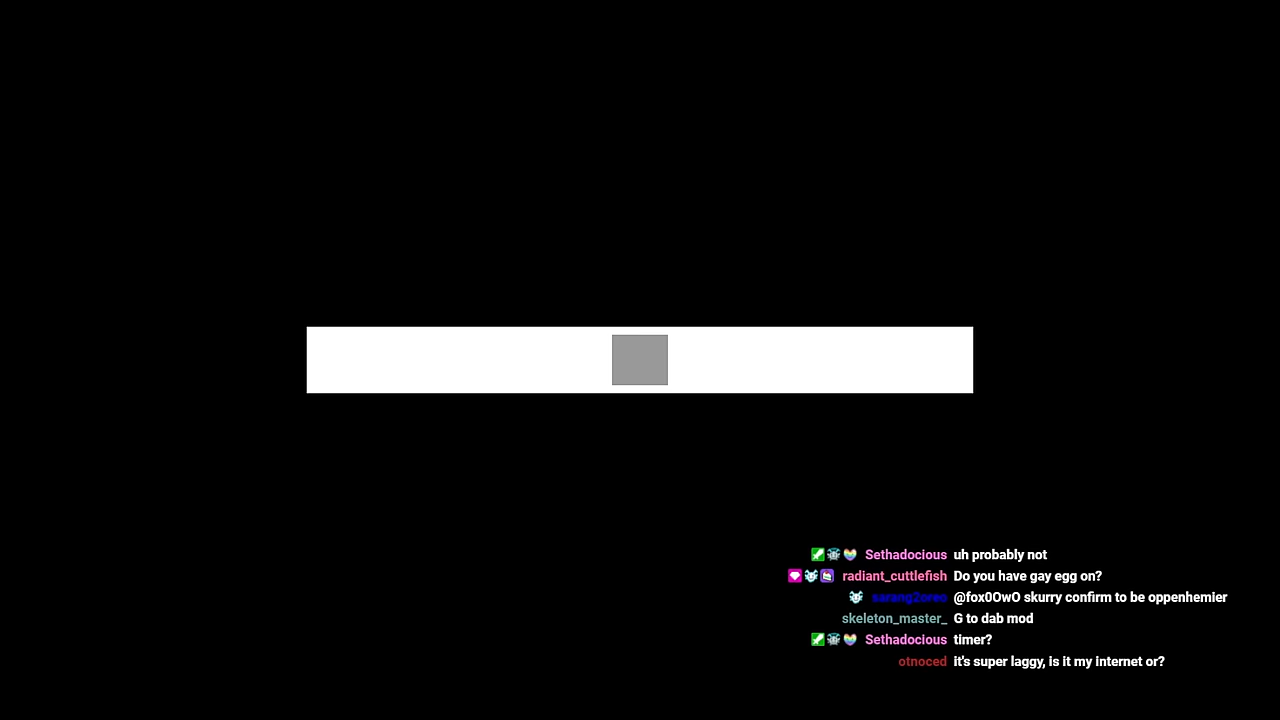 Sethadocious uh probably not
radiant_cuttlefish Do you have gay egg on?
sarang2oreo @fox0OwO skurry confirm to be oppenhemier
skeleton_master_ G to dab mod
Sethadocious timer?
otnoced it's super laggy, is it my internet or?